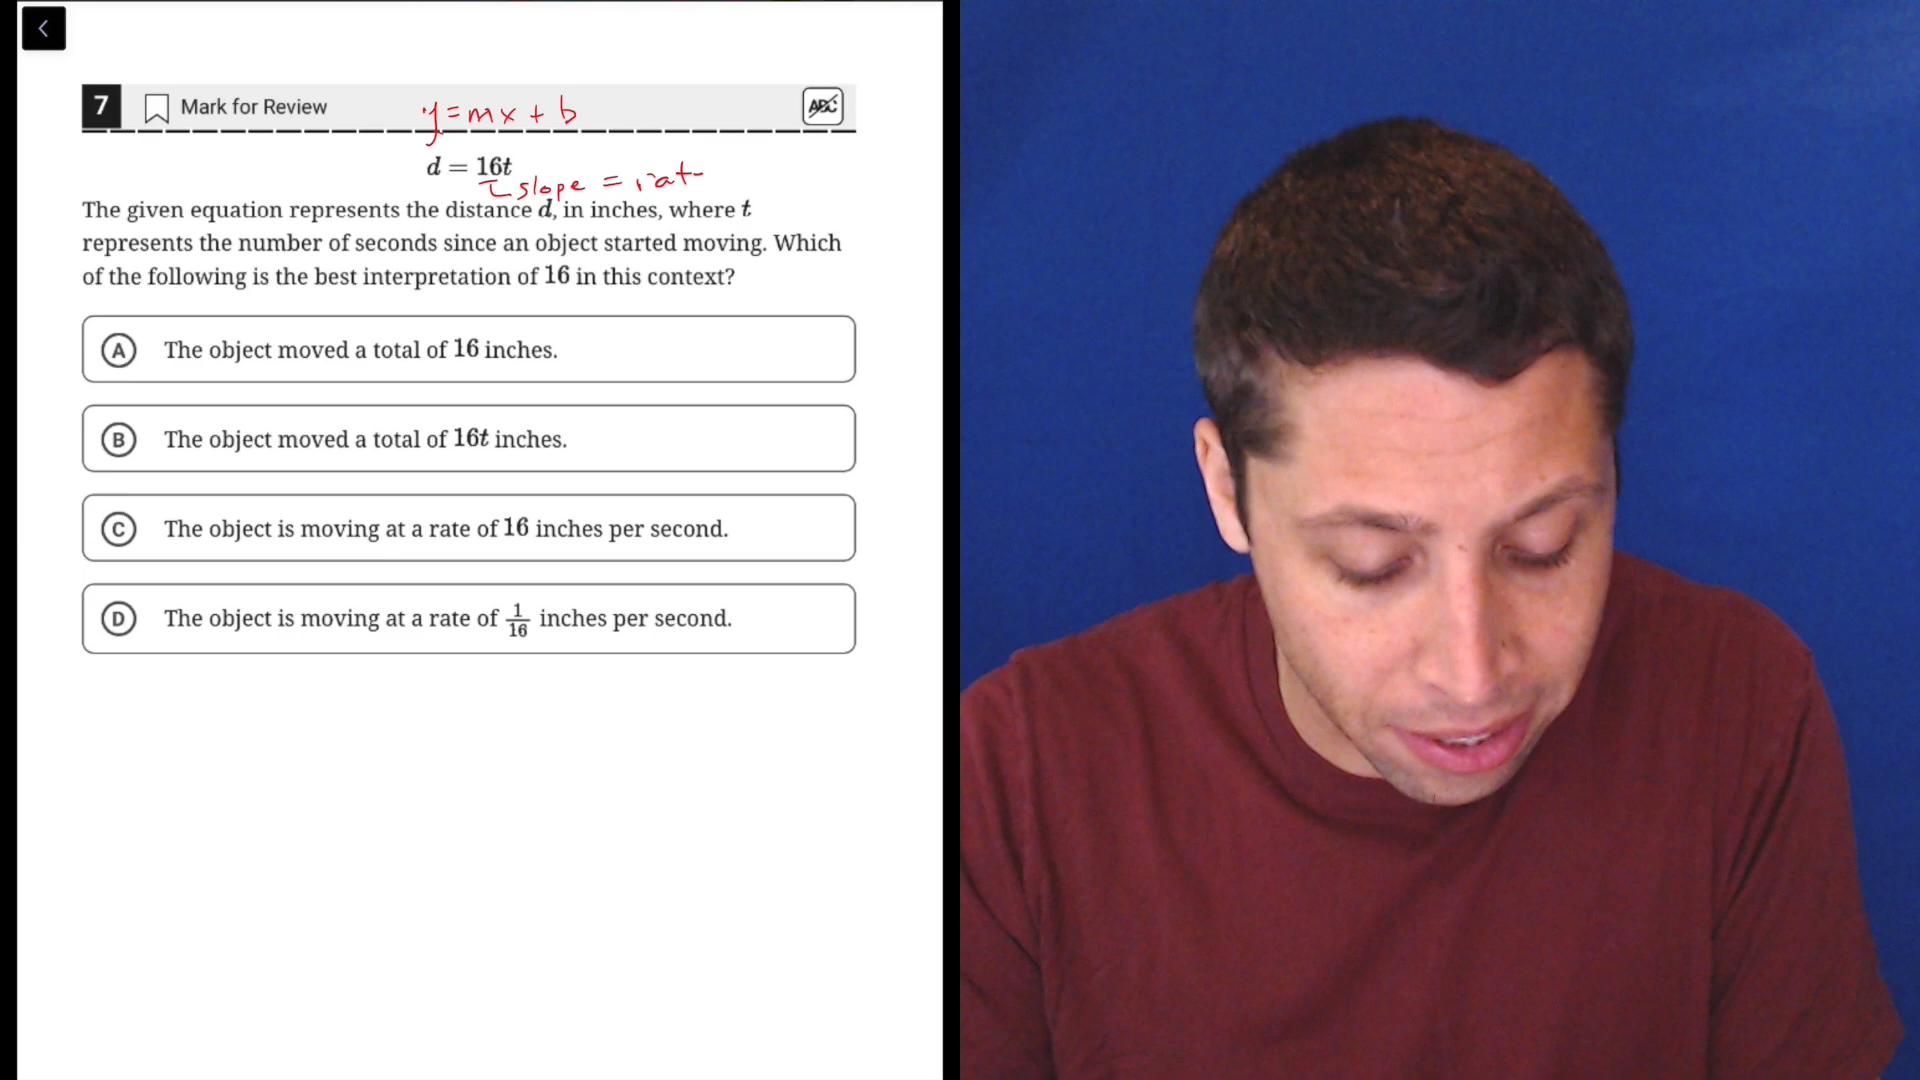 7 Mark for Review y = mx + b ABC
d = 16t
slope = rat
The given equation represents the distance d, in inches, where t
represents the number of seconds since an object started moving. Which
of the following is the best interpretation of 16 in this context?
A The object moved a total of 16 inches.
B The object moved a total of 16t inches.
C The object is moving at a rate of 16 inches per second.
D The object is moving at a rate of 1/16 inches per second.